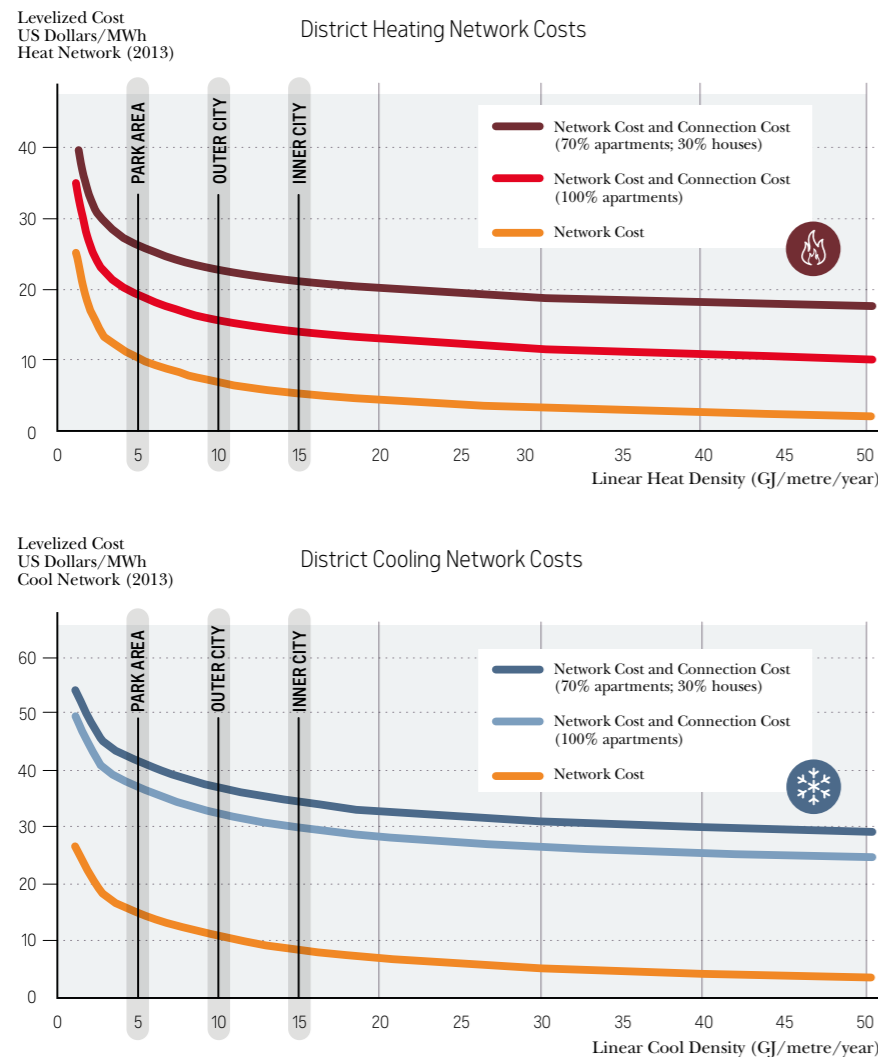 Levelized Cost
US Dollars/MWh
Heat Network (2013)
District Heating Network Costs
PARK AREA
OUTER CITY
INNER CITY
Network Cost and Connection Cost
(70% apartments; 30% houses)
Network Cost and Connection Cost
(100% apartments)
Network Cost
40
30
20
10
0
0 5 10 15 20 25 30 35 40 45 50
Linear Heat Density (GJ/metre/year)
Levelized Cost
US Dollars/MWh
Cool Network (2013)
District Cooling Network Costs
PARK AREA
OUTER CITY
INNER CITY
Network Cost and Connection Cost
(70% apartments; 30% houses)
Network Cost and Connection Cost
(100% apartments)
Network Cost
60
50
40
30
20
10
0
0 5 10 15 20 25 30 35 40 45 50
Linear Cool Density (GJ/metre/year)